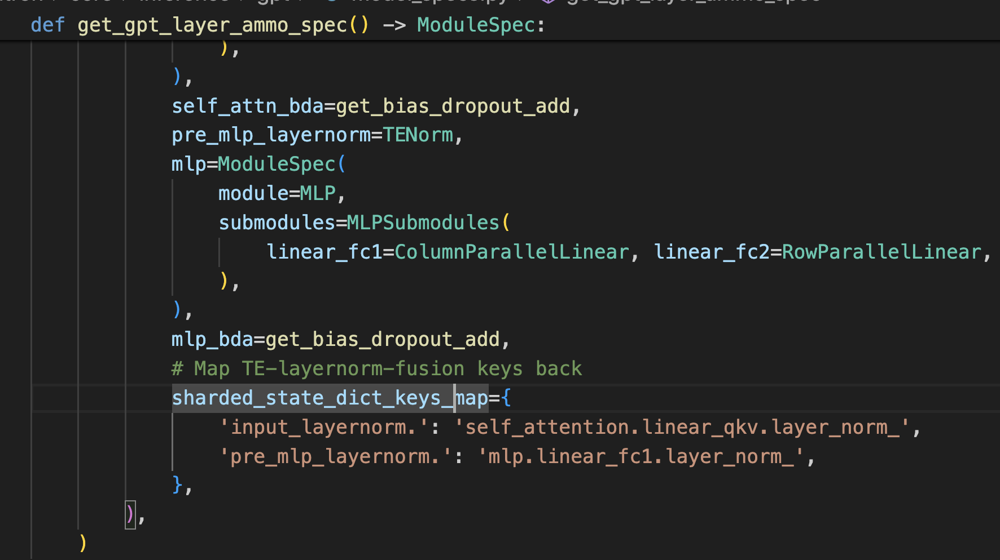 def get_gpt_layer_ammo_spec() -> ModuleSpec:
),
),
self_attn_bda=get_bias_dropout_add,
pre_mlp_layernorm=TENorm,
mlp=ModuleSpec(
module=MLP,
submodules=MLPSubmodules(
linear_fc1=ColumnParallelLinear, linear_fc2=RowParallelLinear,
),
),
mlp_bda=get_bias_dropout_add,
# Map TE-layernorm-fusion keys back
sharded_state_dict_keys_map={
'input_layernorm.': 'self_attention.linear_qkv.layer_norm_',
'pre_mlp_layernorm.': 'mlp.linear_fc1.layer_norm_',
},
),
)